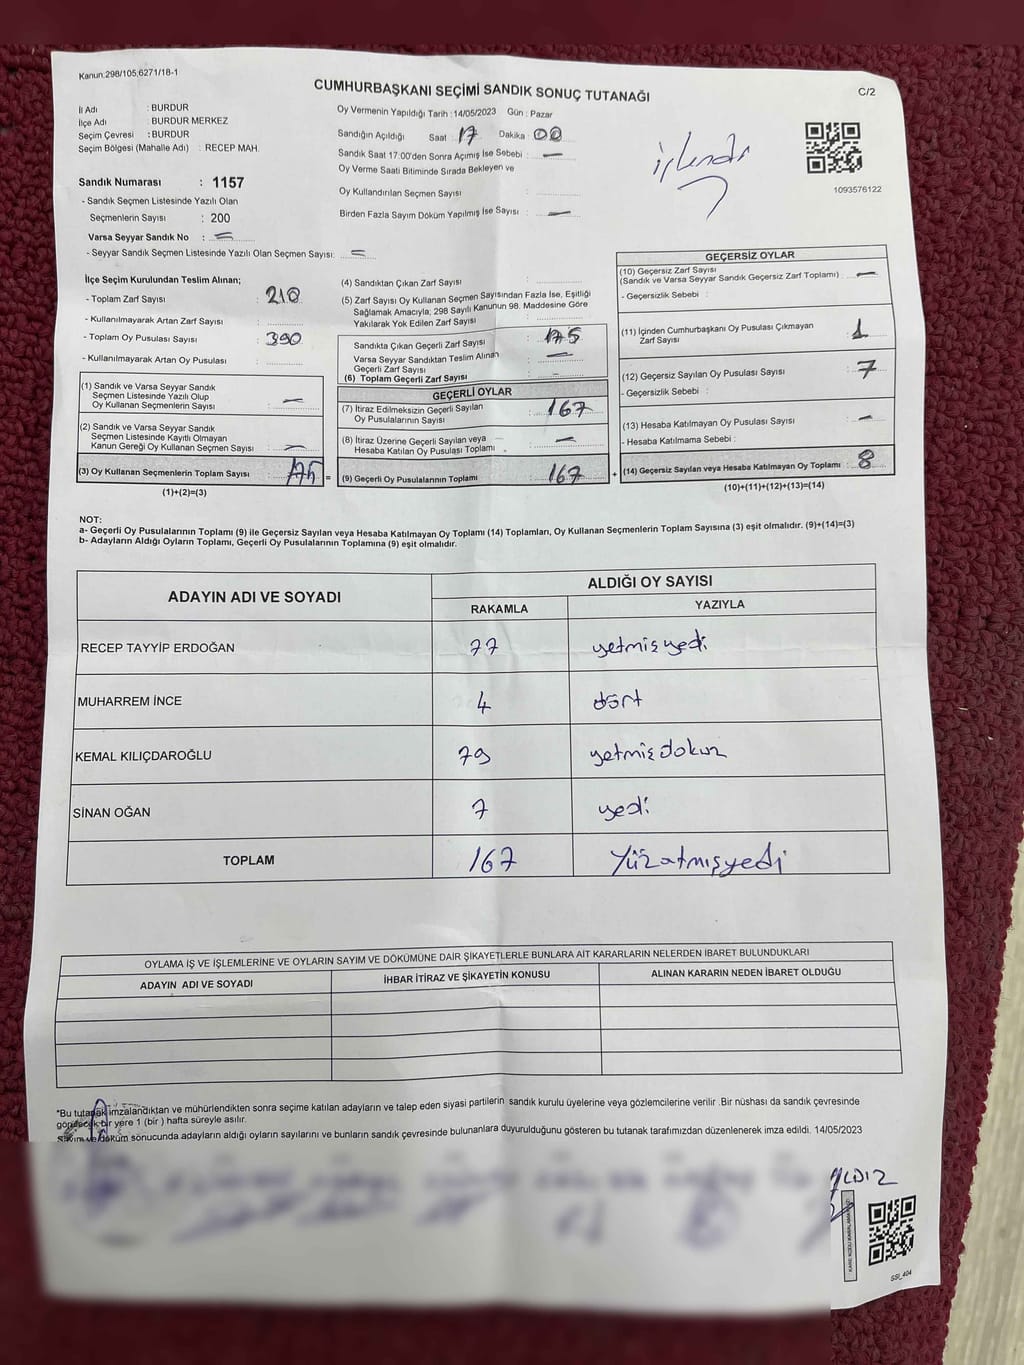 Kanun.298/105,6271/18-1
CUMHURBAŞKANI SEÇİMİ SANDIK SONUÇ TUTANAĞI
C/2
İl Adı : BURDUR
İlçe Adı : BURDUR MERKEZ
Seçim Çevresi : BURDUR
Seçim Bölgesi (Mahalle Adı) : RECEP MAH.
Oy Vermenin Yapıldığı Tarih : 14/05/2023 Gün : Pazar
Sandığın Açıldığı Saat : 17 Dakika : 00
Sandık Saat 17:00'den Sonra Açımış İse Sebebi : —
Oy Verme Saati Bitiminde Sırada Bekleyen ve
Oy Kullandırılan Seçmen Sayısı :
Birden Fazla Sayım Döküm Yapılmış İse Sayısı : —
işlendi
1093576122
Sandık Numarası : 1157
- Sandık Seçmen Listesinde Yazılı Olan
Seçmenlerin Sayısı : 200
Varsa Seyyar Sandık No : —
- Seyyar Sandık Seçmen Listesinde Yazılı Olan Seçmen Sayısı: —
İlçe Seçim Kurulundan Teslim Alınan;
- Toplam Zarf Sayısı : 210
- Kullanılmayarak Artan Zarf Sayısı :
- Toplam Oy Pusulası Sayısı : 390
- Kullanılmayarak Artan Oy Pusulası :
(1) Sandık ve Varsa Seyyar Sandık
Seçmen Listesinde Yazılı Olup
Oy Kullanan Seçmenlerin Sayısı : —
(2) Sandık ve Varsa Seyyar Sandık
Seçmen Listesinde Kayıtlı Olmayan
Kanun Gereği Oy Kullanan Seçmen Sayısı : —
(3) Oy Kullanan Seçmenlerin Toplam Sayısı : 175
(1)+(2)=(3)
(4) Sandıktan Çıkan Zarf Sayısı :
(5) Zarf Sayısı Oy Kullanan Seçmen Sayısından Fazla İse, Eşitliği
Sağlamak Amacıyla; 298 Sayılı Kanunun 98. Maddesine Göre
Yakılarak Yok Edilen Zarf Sayısı :
Sandıkta Çıkan Geçerli Zarf Sayısı : 175
Varsa Seyyar Sandıktan Teslim Alınan
Geçerli Zarf Sayısı : —
(6) Toplam Geçerli Zarf Sayısı : -
GEÇERLİ OYLAR
(7) İtiraz Edilmeksizin Geçerli Sayılan
Oy Pusulasının Sayısı : 167
(8) İtiraz Üzerine Geçerli Sayılan veya
Hesaba Katılan Oy Pusulası Toplamı : —
= (9) Geçerli Oy Pusulalarının Toplamı : 167 +
GEÇERSİZ OYLAR
(10) Geçersiz Zarf Sayısı
(Sandık ve Varsa Seyyar Sandık Geçersiz Zarf Toplamı) : —
- Geçersizlik Sebebi :
(11) İçinden Cumhurbaşkanı Oy Pusulası Çıkmayan
Zarf Sayısı : 1
(12) Geçersiz Sayılan Oy Pusulası Sayısı : 7
- Geçersizlik Sebebi :
(13) Hesaba Katılmayan Oy Pusulası Sayısı : —
- Hesaba Katılmama Sebebi :
(14) Geçersiz Sayılan veya Hesaba Katılmayan Oy Toplamı : 8
(10)+(11)+(12)+(13)=(14)
NOT:
a- Geçerli Oy Pusulalarının Toplamı (9) ile Geçersiz Sayılan veya Hesaba Katılmayan Oy Toplamı (14) Toplamları, Oy Kullanan Seçmenlerin Toplam Sayısına (3) eşit olmalıdır. (9)+(14)=(3)
b- Adayların Aldığı Oyların Toplamı, Geçerli Oy Pusulalarının Toplamına (9) eşit olmalıdır.
ADAYIN ADI VE SOYADI ALDIĞI OY SAYISI
RAKAMLA YAZIYLA
RECEP TAYYİP ERDOĞAN 77 yetmişyedi
MUHARREM İNCE 4 dört
KEMAL KILIÇDAROĞLU 79 yetmişdokuz
SİNAN OĞAN 7 yedi
TOPLAM 167 Yüzatmışyedi
OYLAMA İŞ VE İŞLEMLERİNE VE OYLARIN SAYIM VE DÖKÜMÜNE DAİR ŞİKAYETLERLE BUNLARA AİT KARARLARIN NELERDEN İBARET BULUNDUKLARI
ADAYIN ADI VE SOYADI İHBAR İTİRAZ VE ŞİKAYETİN KONUSU ALINAN KARARIN NEDEN İBARET OLDUĞU
*Bu tutanak imzalandıktan ve mühürlendikten sonra seçime katılan adayların ve talep eden siyasi partilerin sandık kurulu üyelerine veya gözlemcilerine verilir .Bir nüshası da sandık çevresinde
görülecek bir yere 1 (bir ) hafta süreyle asılır.
Sayım ve döküm sonucunda adayların aldığı oyların sayılarını ve bunların sandık çevresinde bulunanlara duyurulduğunu gösteren bu tutanak tarafımızdan düzenlenerek imza edildi. 14/05/2023
GSI_404